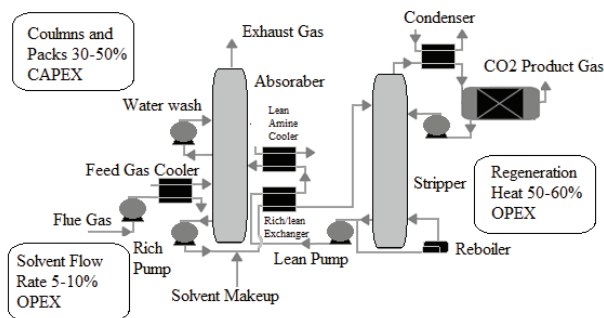 Coulmns and
Packs 30-50%
CAPEX
Exhaust Gas
Condenser
CO2 Product Gas
Absoraber
Water wash
Lean
Amine
Cooler
Feed Gas Cooler
Stripper
Regeneration
Heat 50-60%
OPEX
Flue Gas
Rich
Pump
Rich/lean
Exchanger
Lean Pump
Reboiler
Solvent Flow
Rate 5-10%
OPEX
Solvent Makeup